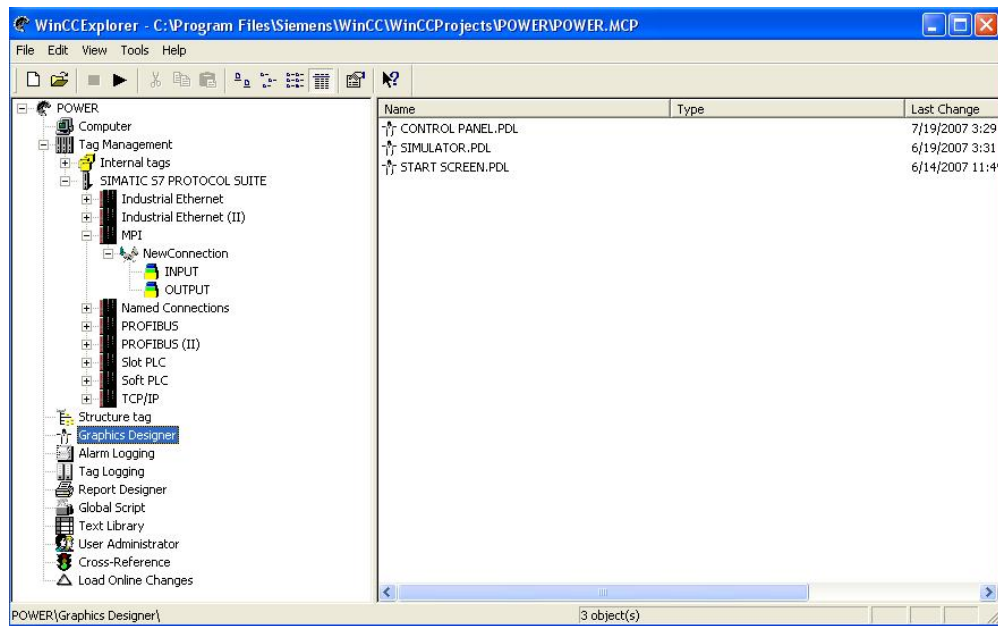 WinCCExplorer - C:\Program Files\Siemens\WinCC\WinCCProjects\POWER\POWER.MCP
File Edit View Tools Help
POWER
Computer
Tag Management
Internal tags
SIMATIC S7 PROTOCOL SUITE
Industrial Ethernet
Industrial Ethernet (II)
MPI
NewConnection
INPUT
OUTPUT
Named Connections
PROFIBUS
PROFIBUS (II)
Slot PLC
Soft PLC
TCP/IP
Structure tag
Graphics Designer
Alarm Logging
Tag Logging
Report Designer
Global Script
Text Library
User Administrator
Cross-Reference
Load Online Changes
Name Type Last Change
CONTROL PANEL.PDL 7/19/2007 3:29
SIMULATOR.PDL 6/19/2007 3:31
START SCREEN.PDL 6/14/2007 11:4
POWER\Graphics Designer\ 3 object(s)